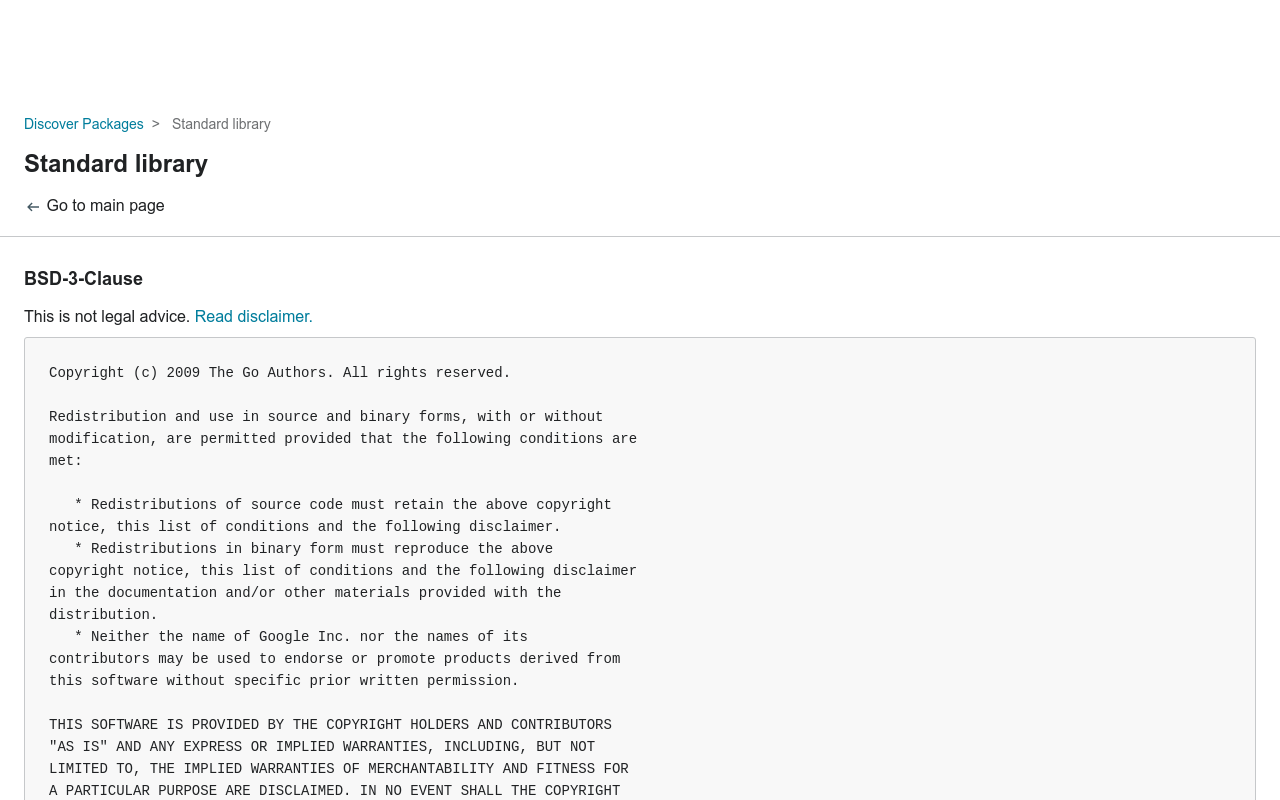 Discover Packages > Standard library
Standard library
← Go to main page
BSD-3-Clause
This is not legal advice. Read disclaimer.
Copyright (c) 2009 The Go Authors. All rights reserved.
Redistribution and use in source and binary forms, with or without
modification, are permitted provided that the following conditions are
met:
* Redistributions of source code must retain the above copyright
notice, this list of conditions and the following disclaimer.
* Redistributions in binary form must reproduce the above
copyright notice, this list of conditions and the following disclaimer
in the documentation and/or other materials provided with the
distribution.
* Neither the name of Google Inc. nor the names of its
contributors may be used to endorse or promote products derived from
this software without specific prior written permission.
THIS SOFTWARE IS PROVIDED BY THE COPYRIGHT HOLDERS AND CONTRIBUTORS
"AS IS" AND ANY EXPRESS OR IMPLIED WARRANTIES, INCLUDING, BUT NOT
LIMITED TO, THE IMPLIED WARRANTIES OF MERCHANTABILITY AND FITNESS FOR
A PARTICULAR PURPOSE ARE DISCLAIMED. IN NO EVENT SHALL THE COPYRIGHT